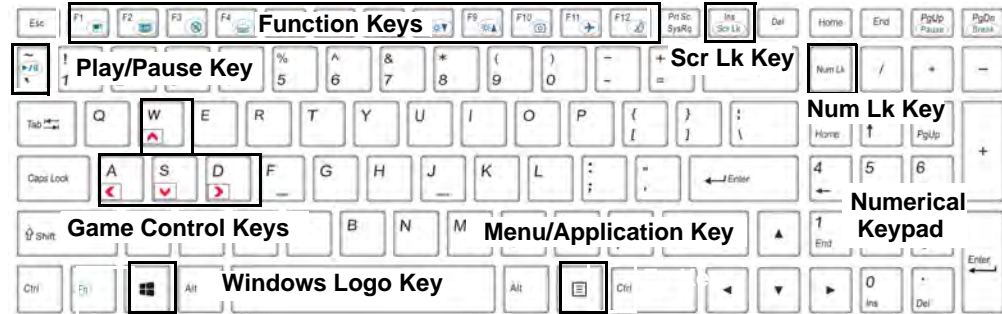 Esc F1 F2 F3 F4 Function Keys F9 F10 F11 F12 Prt Sc SysRq Ins Scr Lk Del Home End PgUp Pause PgDn Break
~ ` ! 1 Play/Pause Key % 5 ^ 6 & 7 * 8 ( 9 ) 0 - - + = Scr Lk Key Num Lk / * -
Tab Q W E R T Y U I O P { [ } ] | \ Num Lk Key Home PgUp +
Caps Lock A S D F G H J K L : ; " ' Enter 4 5 6
Shift Game Control Keys B N M Menu/Application Key 1 End Numerical Keypad Enter
Ctrl Fn Alt Windows Logo Key Alt Ctrl 0 Ins . Del